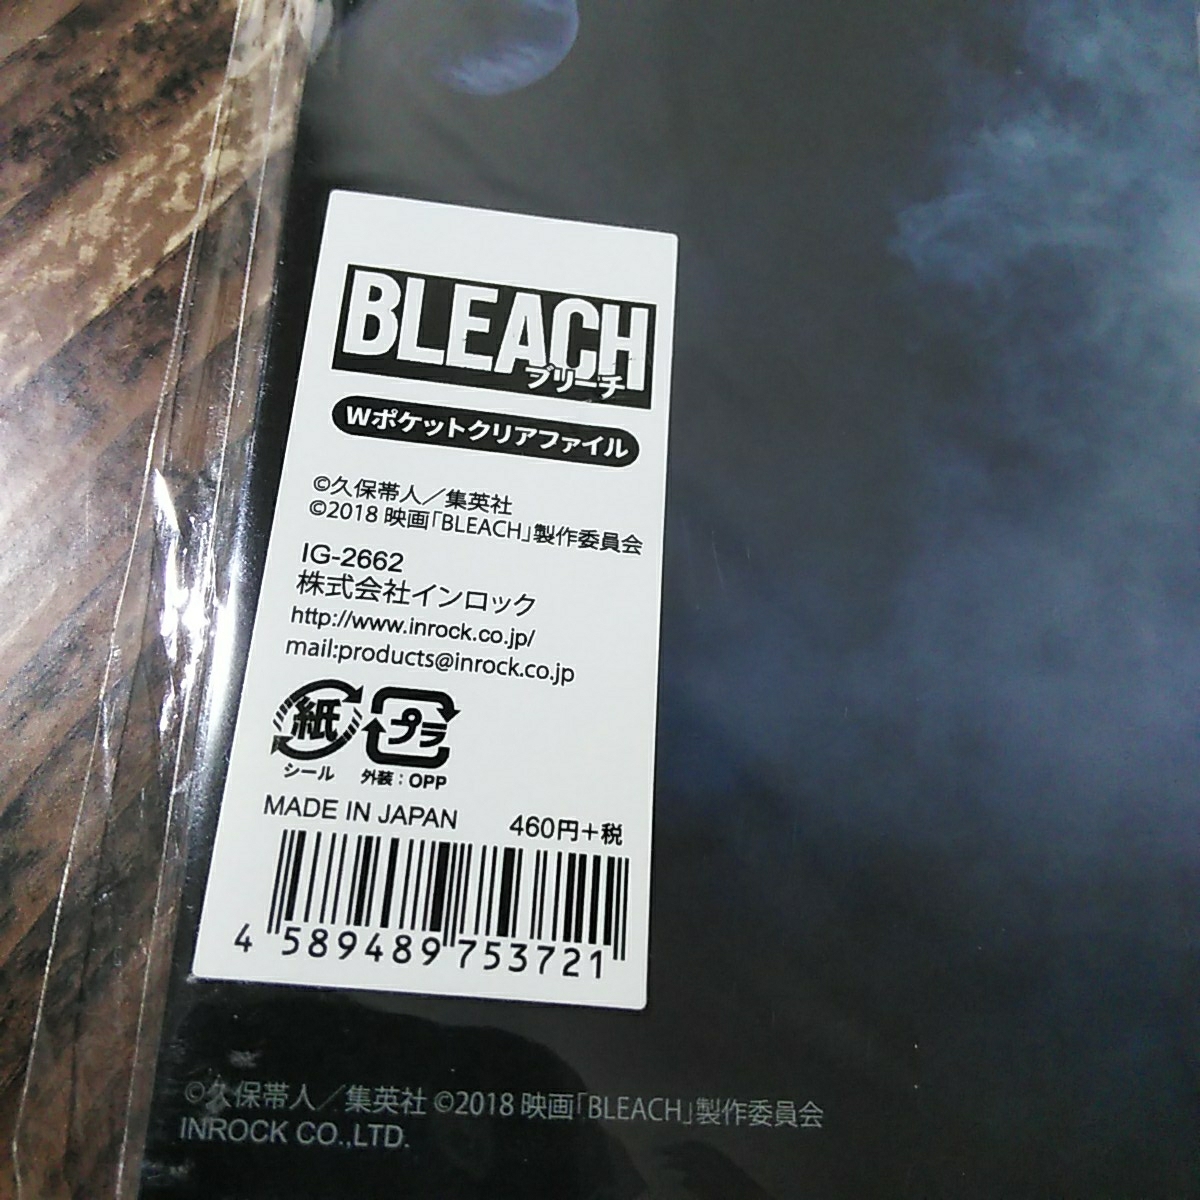 BLEACH
ブリーチ
Wポケットクリアファイル
©久保帯人／集英社
©2018 映画「BLEACH」製作委員会
IG-2662
株式会社インロック
http://www.inrock.co.jp/
mail:products@inrock.co.jp
紙 プラ
シール 外装：OPP
MADE IN JAPAN 460円+税
4 589489 753721
©久保帯人／集英社 ©2018 映画「BLEACH」製作委員会
INROCK CO.,LTD.